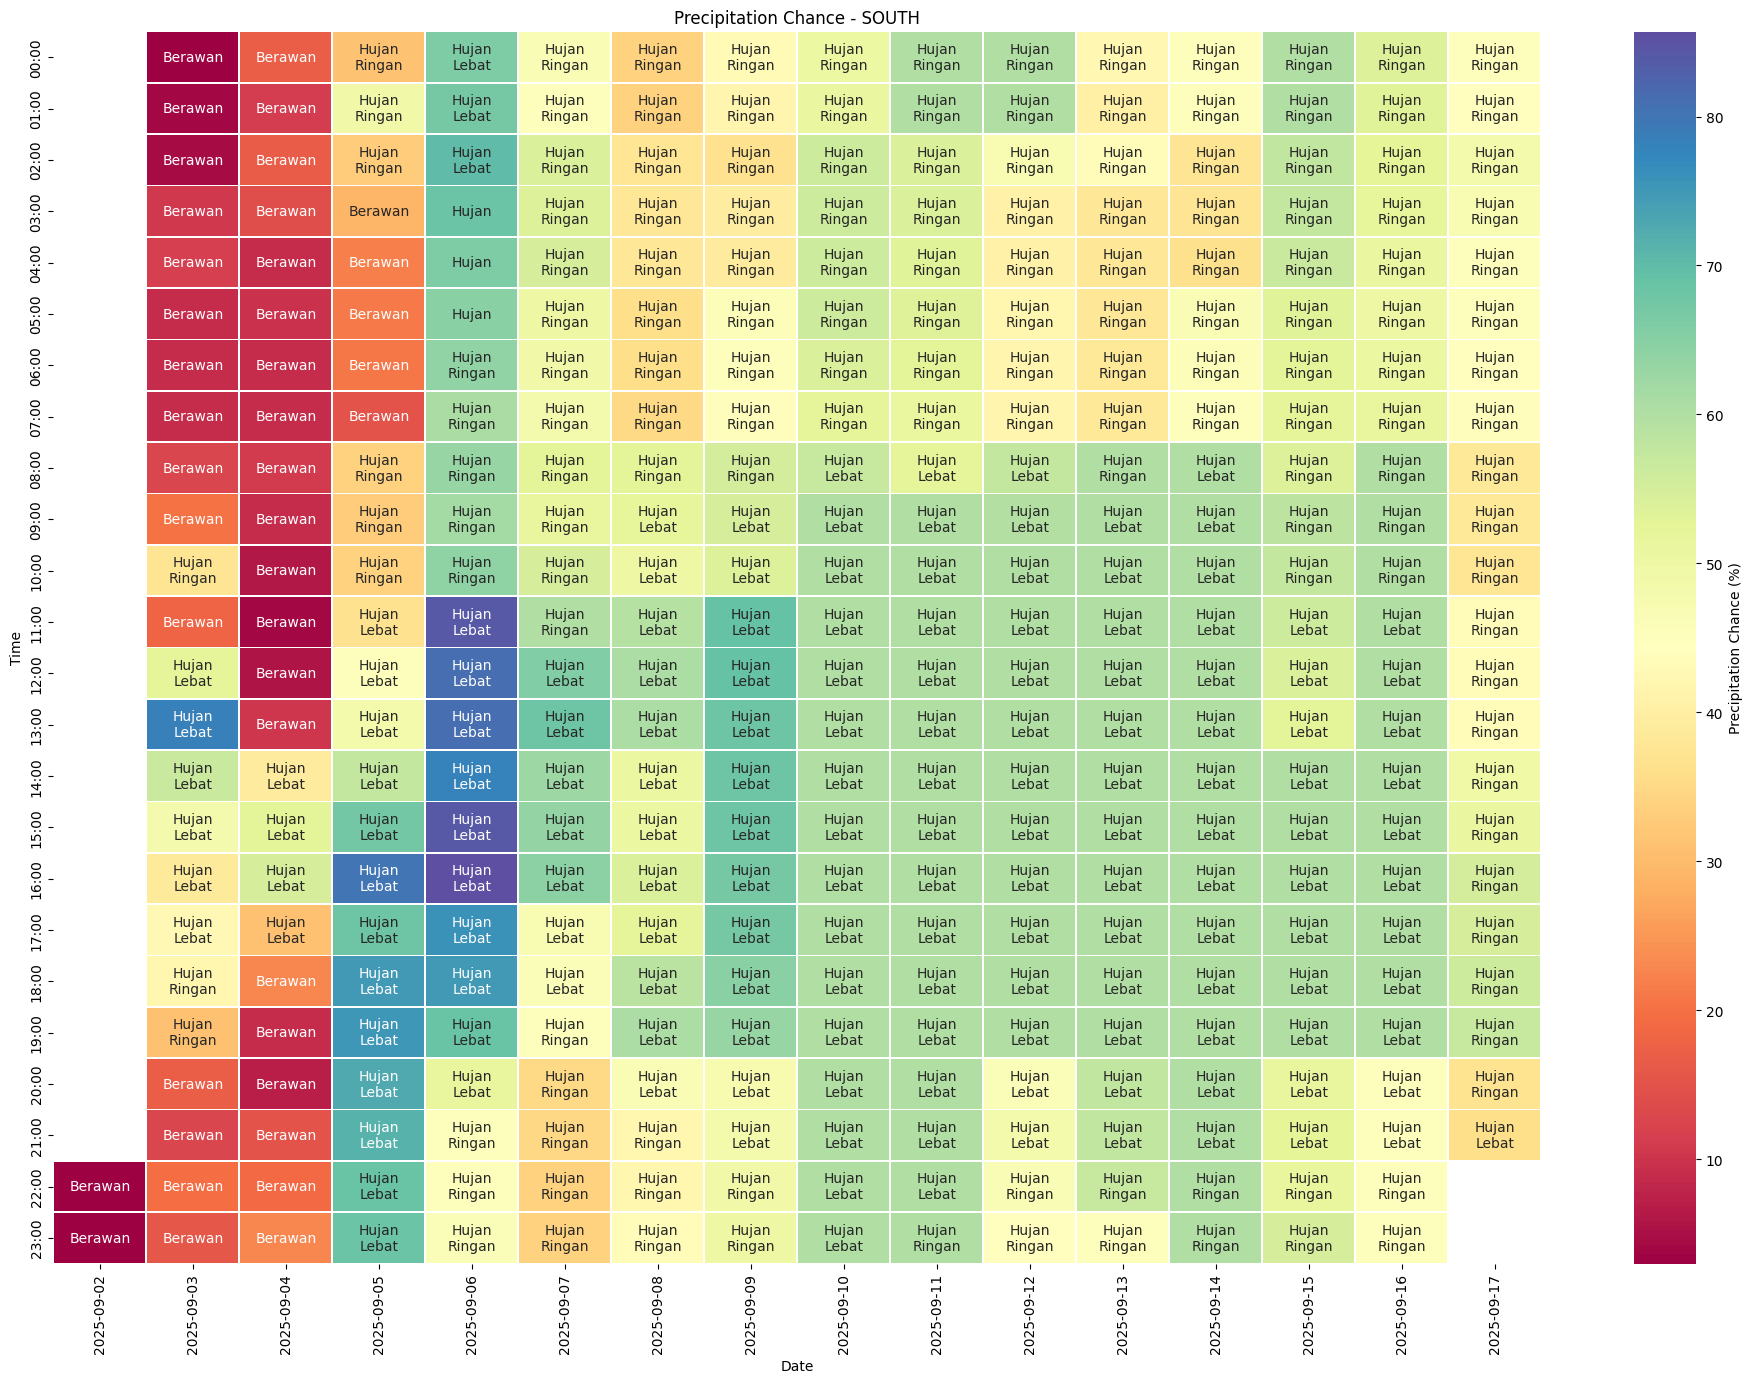 Precipitation Chance - SOUTH
00:00 Berawan Berawan Hujan Ringan Hujan Lebat Hujan Ringan Hujan Ringan Hujan Ringan Hujan Ringan Hujan Ringan Hujan Ringan Hujan Ringan Hujan Ringan Hujan Ringan Hujan Ringan Hujan Ringan
01:00 Berawan Berawan Hujan Ringan Hujan Lebat Hujan Ringan Hujan Ringan Hujan Ringan Hujan Ringan Hujan Ringan Hujan Ringan Hujan Ringan Hujan Ringan Hujan Ringan Hujan Ringan Hujan Ringan
02:00 Berawan Berawan Hujan Ringan Hujan Lebat Hujan Ringan Hujan Ringan Hujan Ringan Hujan Ringan Hujan Ringan Hujan Ringan Hujan Ringan Hujan Ringan Hujan Ringan Hujan Ringan Hujan Ringan
03:00 Berawan Berawan Berawan Hujan Hujan Ringan Hujan Ringan Hujan Ringan Hujan Ringan Hujan Ringan Hujan Ringan Hujan Ringan Hujan Ringan Hujan Ringan Hujan Ringan Hujan Ringan
04:00 Berawan Berawan Berawan Hujan Hujan Ringan Hujan Ringan Hujan Ringan Hujan Ringan Hujan Ringan Hujan Ringan Hujan Ringan Hujan Ringan Hujan Ringan Hujan Ringan Hujan Ringan
05:00 Berawan Berawan Berawan Hujan Hujan Ringan Hujan Ringan Hujan Ringan Hujan Ringan Hujan Ringan Hujan Ringan Hujan Ringan Hujan Ringan Hujan Ringan Hujan Ringan Hujan Ringan
06:00 Berawan Berawan Berawan Hujan Ringan Hujan Ringan Hujan Ringan Hujan Ringan Hujan Ringan Hujan Ringan Hujan Ringan Hujan Ringan Hujan Ringan Hujan Ringan Hujan Ringan Hujan Ringan
07:00 Berawan Berawan Berawan Hujan Ringan Hujan Ringan Hujan Ringan Hujan Ringan Hujan Ringan Hujan Ringan Hujan Ringan Hujan Ringan Hujan Ringan Hujan Ringan Hujan Ringan Hujan Ringan
08:00 Berawan Berawan Hujan Ringan Hujan Ringan Hujan Ringan Hujan Ringan Hujan Ringan Hujan Lebat Hujan Lebat Hujan Lebat Hujan Ringan Hujan Lebat Hujan Ringan Hujan Ringan Hujan Ringan
09:00 Berawan Berawan Hujan Ringan Hujan Ringan Hujan Ringan Hujan Lebat Hujan Lebat Hujan Lebat Hujan Lebat Hujan Lebat Hujan Lebat Hujan Lebat Hujan Ringan Hujan Ringan Hujan Ringan
10:00 Hujan Ringan Berawan Hujan Ringan Hujan Ringan Hujan Ringan Hujan Lebat Hujan Lebat Hujan Lebat Hujan Lebat Hujan Lebat Hujan Lebat Hujan Lebat Hujan Ringan Hujan Ringan Hujan Ringan
11:00 Berawan Berawan Hujan Lebat Hujan Lebat Hujan Ringan Hujan Lebat Hujan Lebat Hujan Lebat Hujan Lebat Hujan Lebat Hujan Lebat Hujan Lebat Hujan Lebat Hujan Lebat Hujan Ringan
12:00 Hujan Lebat Berawan Hujan Lebat Hujan Lebat Hujan Lebat Hujan Lebat Hujan Lebat Hujan Lebat Hujan Lebat Hujan Lebat Hujan Lebat Hujan Lebat Hujan Lebat Hujan Lebat Hujan Ringan
13:00 Hujan Lebat Berawan Hujan Lebat Hujan Lebat Hujan Lebat Hujan Lebat Hujan Lebat Hujan Lebat Hujan Lebat Hujan Lebat Hujan Lebat Hujan Lebat Hujan Lebat Hujan Lebat Hujan Ringan
14:00 Hujan Lebat Hujan Lebat Hujan Lebat Hujan Lebat Hujan Lebat Hujan Lebat Hujan Lebat Hujan Lebat Hujan Lebat Hujan Lebat Hujan Lebat Hujan Lebat Hujan Lebat Hujan Lebat Hujan Ringan
15:00 Hujan Lebat Hujan Lebat Hujan Lebat Hujan Lebat Hujan Lebat Hujan Lebat Hujan Lebat Hujan Lebat Hujan Lebat Hujan Lebat Hujan Lebat Hujan Lebat Hujan Lebat Hujan Lebat Hujan Ringan
16:00 Hujan Lebat Hujan Lebat Hujan Lebat Hujan Lebat Hujan Lebat Hujan Lebat Hujan Lebat Hujan Lebat Hujan Lebat Hujan Lebat Hujan Lebat Hujan Lebat Hujan Lebat Hujan Lebat Hujan Ringan
17:00 Hujan Lebat Hujan Lebat Hujan Lebat Hujan Lebat Hujan Lebat Hujan Lebat Hujan Lebat Hujan Lebat Hujan Lebat Hujan Lebat Hujan Lebat Hujan Lebat Hujan Lebat Hujan Lebat Hujan Ringan
18:00 Hujan Ringan Berawan Hujan Lebat Hujan Lebat Hujan Lebat Hujan Lebat Hujan Lebat Hujan Lebat Hujan Lebat Hujan Lebat Hujan Lebat Hujan Lebat Hujan Lebat Hujan Lebat Hujan Ringan
19:00 Hujan Ringan Berawan Hujan Lebat Hujan Lebat Hujan Ringan Hujan Lebat Hujan Lebat Hujan Lebat Hujan Lebat Hujan Lebat Hujan Lebat Hujan Lebat Hujan Lebat Hujan Lebat Hujan Ringan
20:00 Berawan Berawan Hujan Lebat Hujan Lebat Hujan Ringan Hujan Lebat Hujan Lebat Hujan Lebat Hujan Lebat Hujan Lebat Hujan Lebat Hujan Lebat Hujan Lebat Hujan Lebat Hujan Ringan
21:00 Berawan Berawan Hujan Lebat Hujan Ringan Hujan Ringan Hujan Ringan Hujan Lebat Hujan Lebat Hujan Lebat Hujan Lebat Hujan Lebat Hujan Lebat Hujan Lebat Hujan Lebat Hujan Lebat
22:00 Berawan Berawan Berawan Hujan Lebat Hujan Ringan Hujan Ringan Hujan Ringan Hujan Ringan Hujan Lebat Hujan Lebat Hujan Ringan Hujan Ringan Hujan Ringan Hujan Ringan Hujan Ringan
23:00 Berawan Berawan Berawan Hujan Lebat Hujan Ringan Hujan Ringan Hujan Ringan Hujan Ringan Hujan Lebat Hujan Ringan Hujan Ringan Hujan Ringan Hujan Ringan Hujan Ringan Hujan Ringan
Time
2025-09-02 2025-09-03 2025-09-04 2025-09-05 2025-09-06 2025-09-07 2025-09-08 2025-09-09 2025-09-10 2025-09-11 2025-09-12 2025-09-13 2025-09-14 2025-09-15 2025-09-16 2025-09-17
Date
80
70
60
50
40
30
20
10
Precipitation Chance (%)